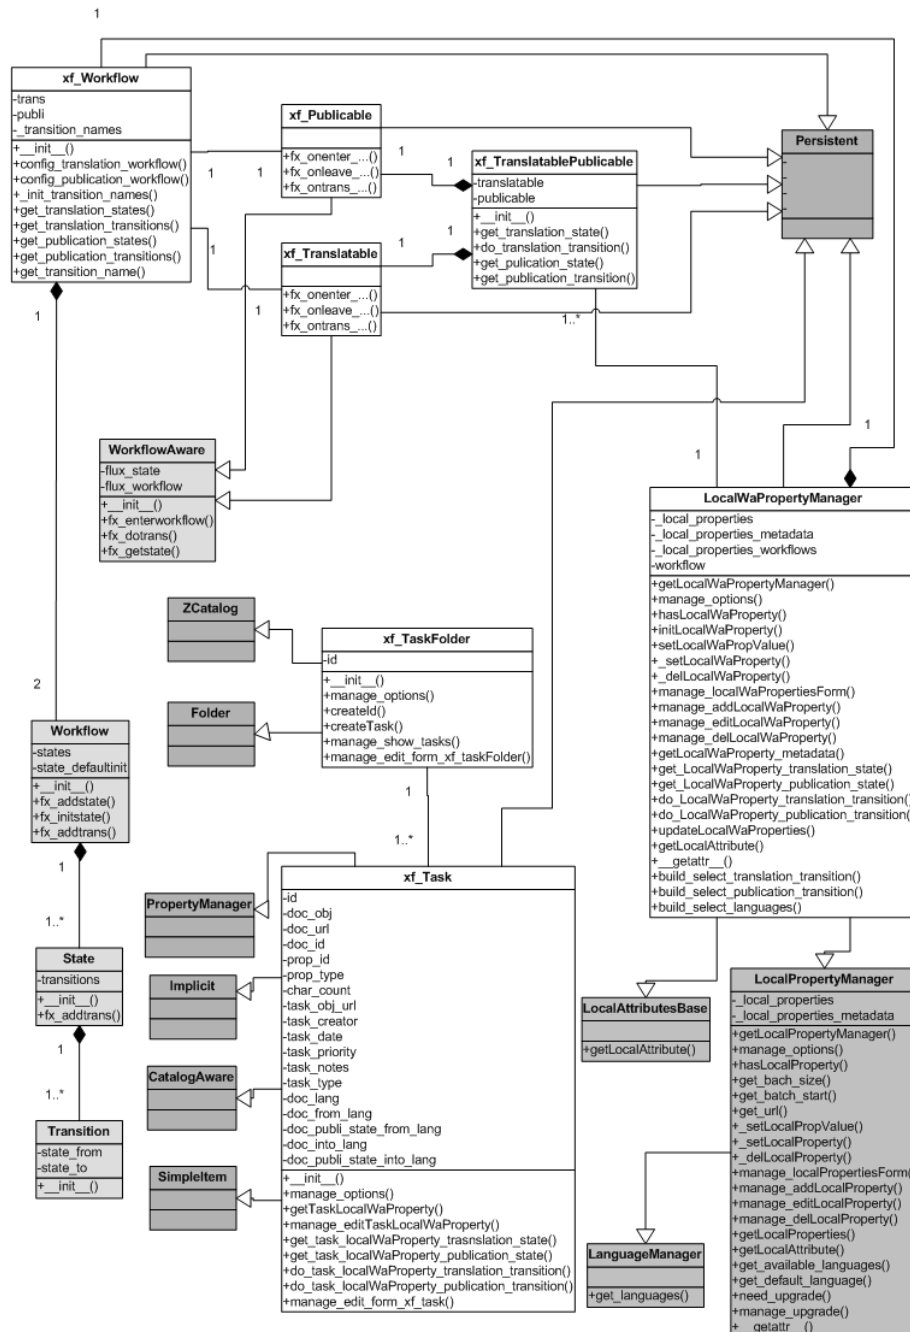 1
xf_Workflow
-trans
-publi
-_transition_names
+__init__()
+config_translation_workflow()
+config_publication_workflow()
+_init_transition_names()
+get_translation_states()
+get_translation_transitions()
+get_publication_states()
+get_publication_transitions()
+get_transition_name()
xf_Publicable
+fx_onenter_...()
+fx_onleave_...()
+fx_ontrans_...()
1
1
1
1
xf_TranslatablePublicable
-translatable
-publicable
+__init__()
+get_translation_state()
+do_translation_transition()
+get_pulication_state()
+get_publication_transition()
Persistent
-
-
-
-
xf_Translatable
+fx_onenter_...()
+fx_onleave_...()
+fx_ontrans_...()
1
1
1
1
1..*
1
WorkflowAware
-flux_state
-flux_workflow
+__init__()
+fx_enterworkflow()
+fx_dotrans()
+fx_getstate()
1
1
LocalWaPropertyManager
-_local_properties
-_local_properties_metadata
-_local_properties_workflows
-workflow
+getLocalWaPropertyManager()
+manage_options()
+hasLocalWaProperty()
+initLocalWaProperty()
+setLocalWaPropValue()
+_setLocalWaProperty()
+_delLocalWaProperty()
+manage_localWaPropertiesForm()
+manage_addLocalWaProperty()
+manage_editLocalWaProperty()
+manage_delLocalWaProperty()
+getLocalWaProperty_metadata()
+get_LocalWaProperty_translation_state()
+get_LocalWaProperty_publication_state()
+do_LocalWaProperty_translation_transition()
+do_LocalWaProperty_publication_transition()
+updateLocalWaProperties()
+getLocalAttribute()
+__getattr__()
+build_select_translation_transition()
+build_select_publication_transition()
+build_select_languages()
ZCatalog
Folder
xf_TaskFolder
-id
+__init__()
+manage_options()
+createId()
+createTask()
+manage_show_tasks()
+manage_edit_form_xf_taskFolder()
1
1..*
2
Workflow
-states
-state_defaultinit
+__init__()
+fx_addstate()
+fx_initstate()
+fx_addtrans()
1
1..*
State
-transitions
+__init__()
+fx_addtrans()
1
1..*
Transition
-state_from
-state_to
+__init__()
PropertyManager
Implicit
CatalogAware
SimpleItem
xf_Task
-id
-doc_obj
-doc_url
-doc_id
-prop_id
-prop_type
-char_count
-task_obj_url
-task_creator
-task_date
-task_priority
-task_notes
-task_type
-doc_lang
-doc_from_lang
-doc_publi_state_from_lang
-doc_into_lang
-doc_publi_state_into_lang
+__init__()
+manage_options()
+getTaskLocalWaProperty()
+manage_editTaskLocalWaProperty()
+get_task_localWaProperty_trasnslation_state()
+get_task_localWaProperty_publication_state()
+do_task_localWaProperty_translation_transition()
+do_task_localWaProperty_publication_transition()
+manage_edit_form_xf_task()
LocalAttributesBase
+getLocalAttribute()
LanguageManager
+get_languages()
LocalPropertyManager
-_local_properties
-_local_properties_metadata
+getLocalPropertyManager()
+manage_options()
+hasLocalProperty()
+get_bach_size()
+get_batch_start()
+get_url()
+_setLocalPropValue()
+_setLocalProperty()
+_delLocalProperty()
+manage_localPropertiesForm(
+manage_addLocalProperty()
+manage_editLocalProperty()
+manage_delLocalProperty()
+getLocalProperties()
+getLocalAttribute()
+get_available_languages()
+get_default_language()
+need_upgrade()
+manage_upgrade()
+__getattr__()